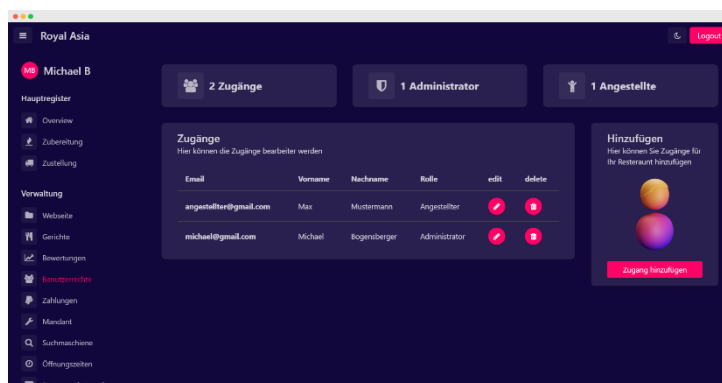 Royal Asia
Logout
MB Michael B
Hauptregister
Overview
Zubereitung
Zustellung
Verwaltung
Webseite
Gerichte
Bewertungen
Benutzerrechte
Zahlungen
Mandant
Suchmaschiene
Öffnungszeiten
2 Zugänge
1 Administrator
1 Angestellte
Zugänge
Hier können die Zugänge bearbeiter werden
Email Vorname Nachname Rolle edit delete
angestellter@gmail.com Max Mustermann Angestellter
michael@gmail.com Michael Bogensberger Administrator
Hinzufügen
Hier können Sie Zugänge für
Ihr Resteraunt hinzufügen
Zugang hinzufügen